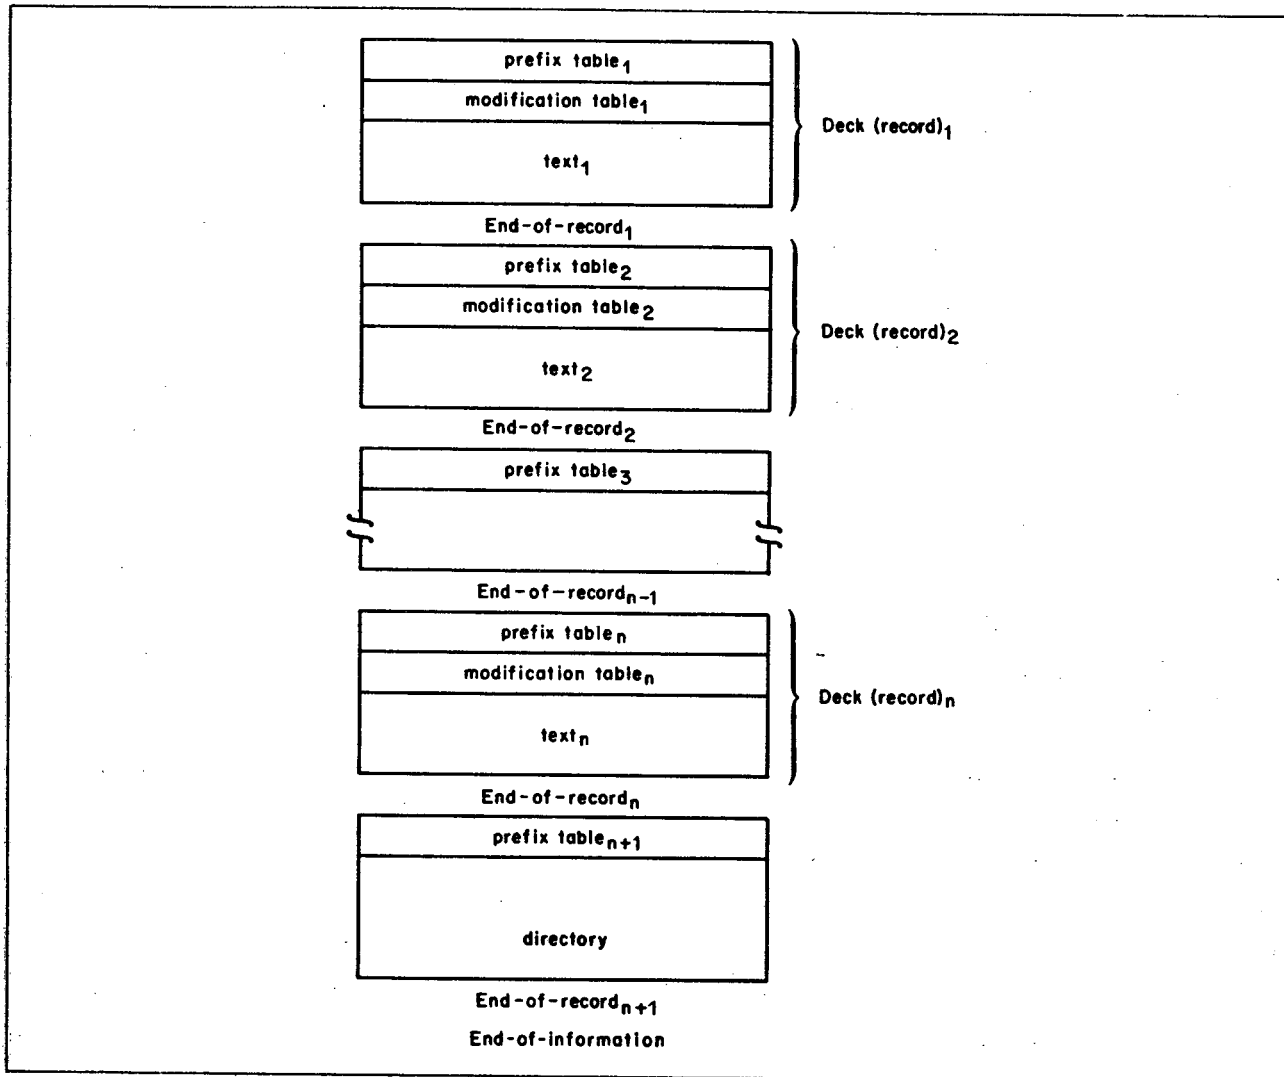 prefix table₁
modification table₁
Deck (record)₁
text₁
End-of-record₁
prefix table₂
modification table₂
Deck (record)₂
text₂
End-of-record₂
prefix table₃
End-of-recordₙ₋₁
prefix tableₙ
modification tableₙ
Deck (record)ₙ
textₙ
End-of-recordₙ
prefix tableₙ₊₁
directory
End-of-recordₙ₊₁
End-of-information